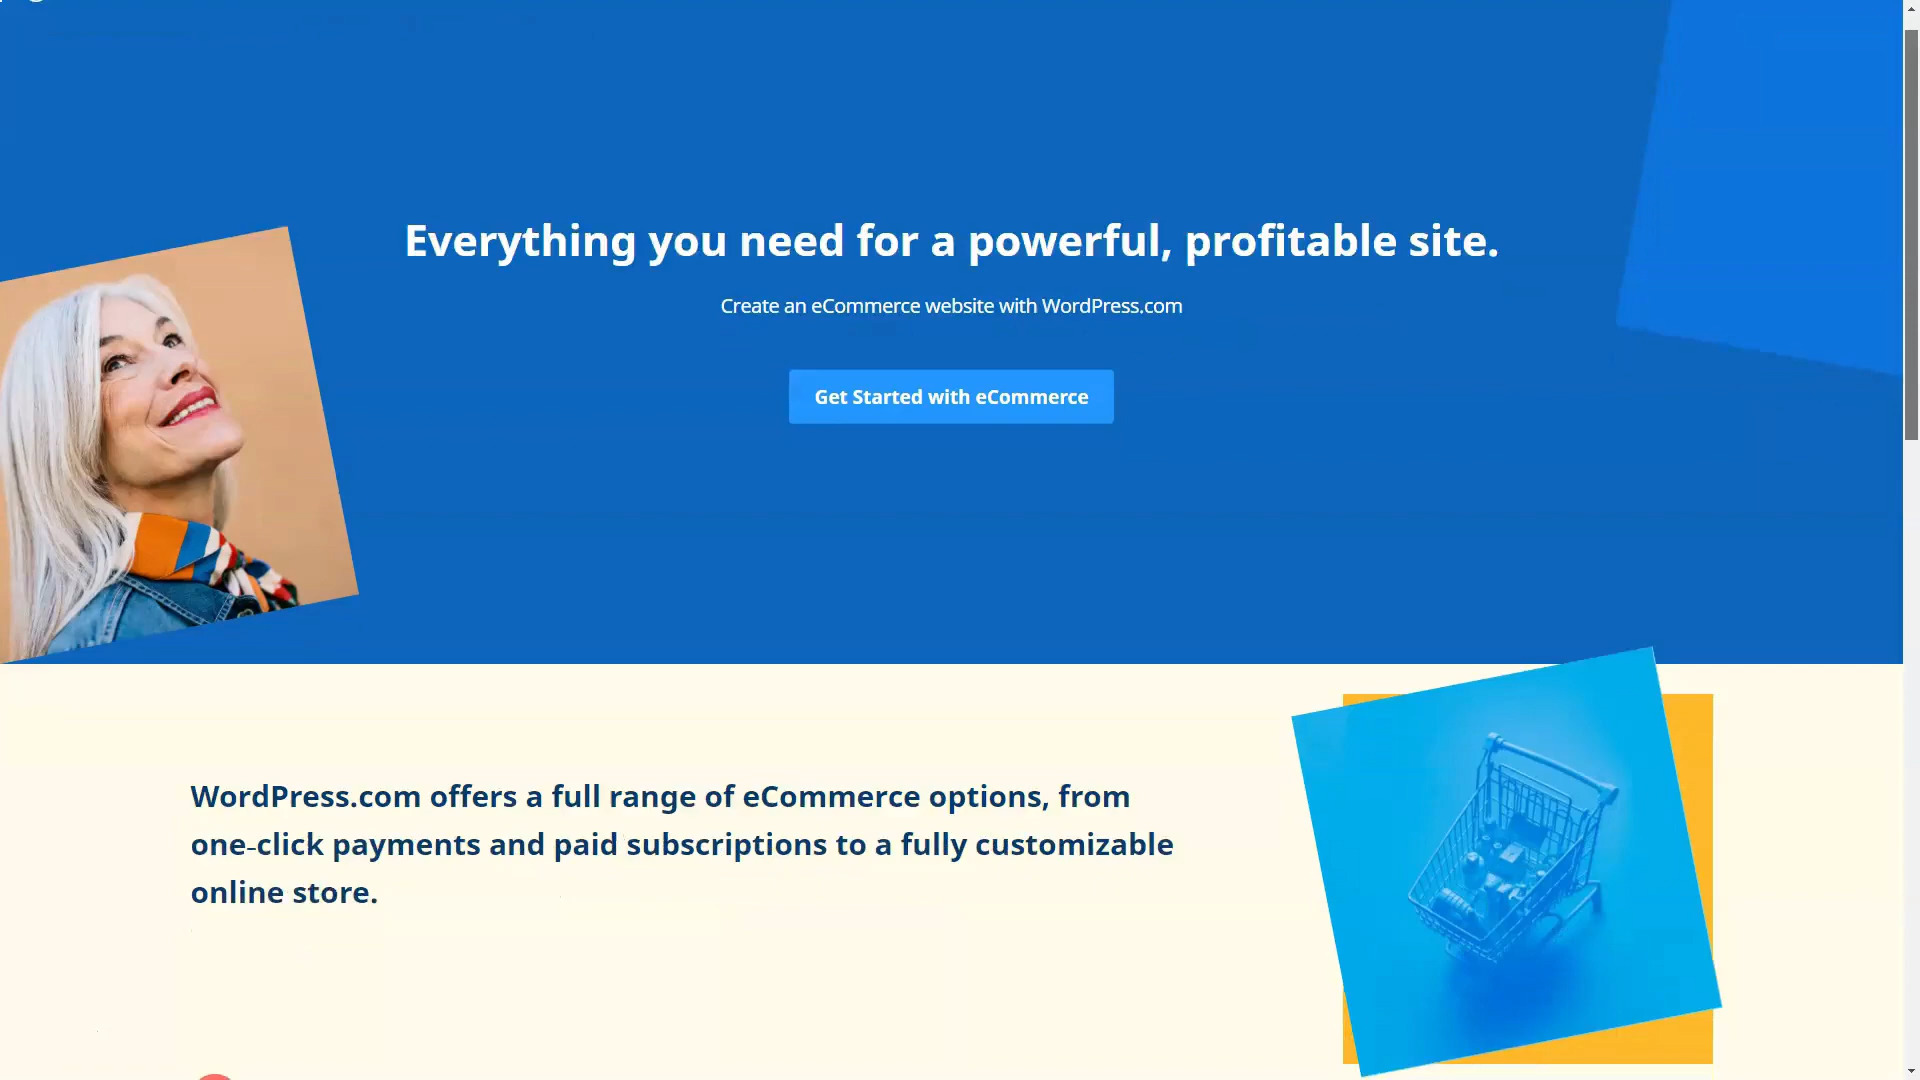 Everything you need for a powerful, profitable site.
Create an eCommerce website with WordPress.com
Get Started with eCommerce
WordPress.com offers a full range of eCommerce options, from
one-click payments and paid subscriptions to a fully customizable
online store.